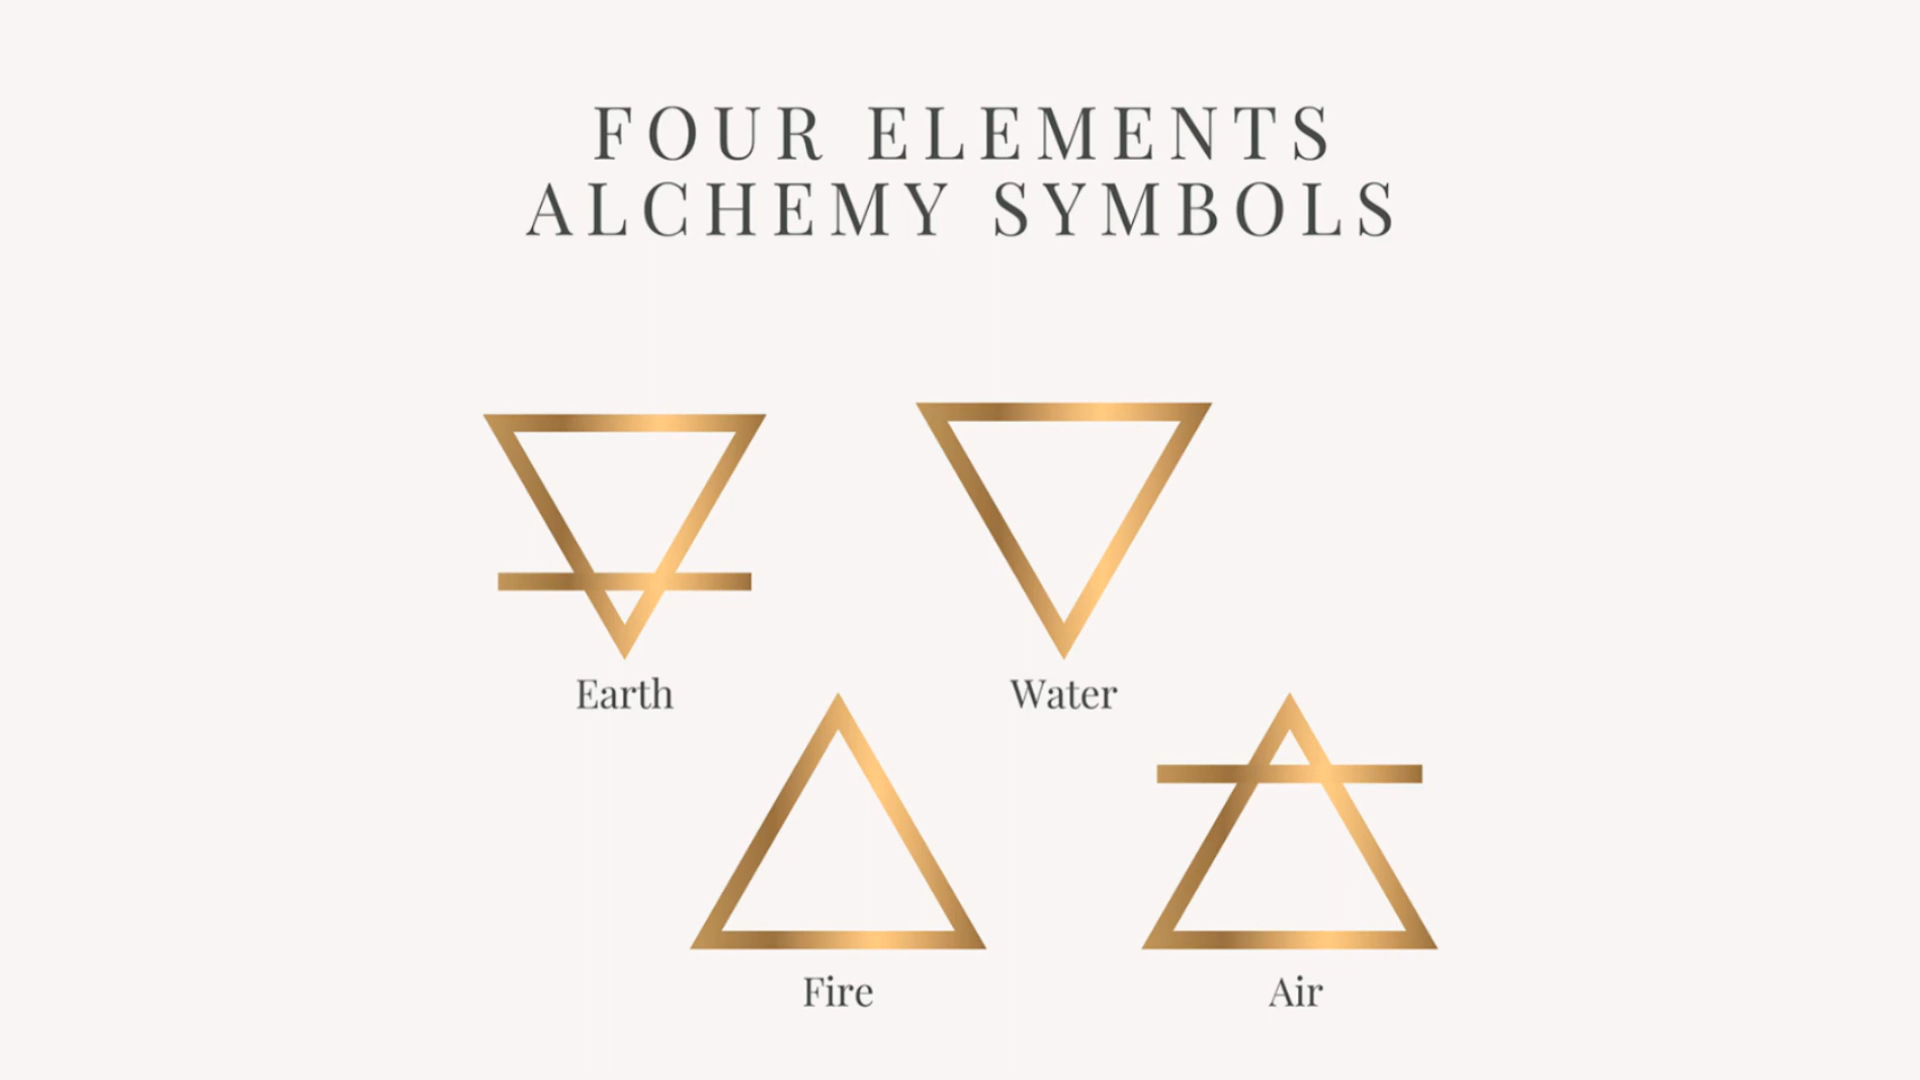 FOUR ELEMENTS
ALCHEMY SYMBOLS
Earth
Water
Fire
Air